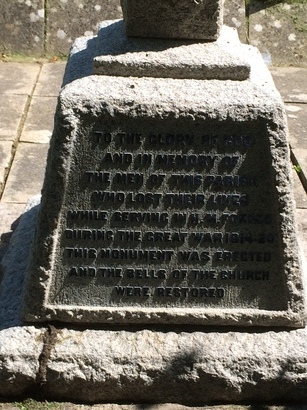 TO THE GLORY OF GOD
AND IN MEMORY OF
THE MEN OF THIS PARISH
WHO LOST THEIR LIVES
WHILE SERVING IN H.M. FORCES
DURING THE GREAT WAR 1914-20
THIS MONUMENT WAS ERECTED
AND THE BELLS OF THE CHURCH
WERE RESTORED